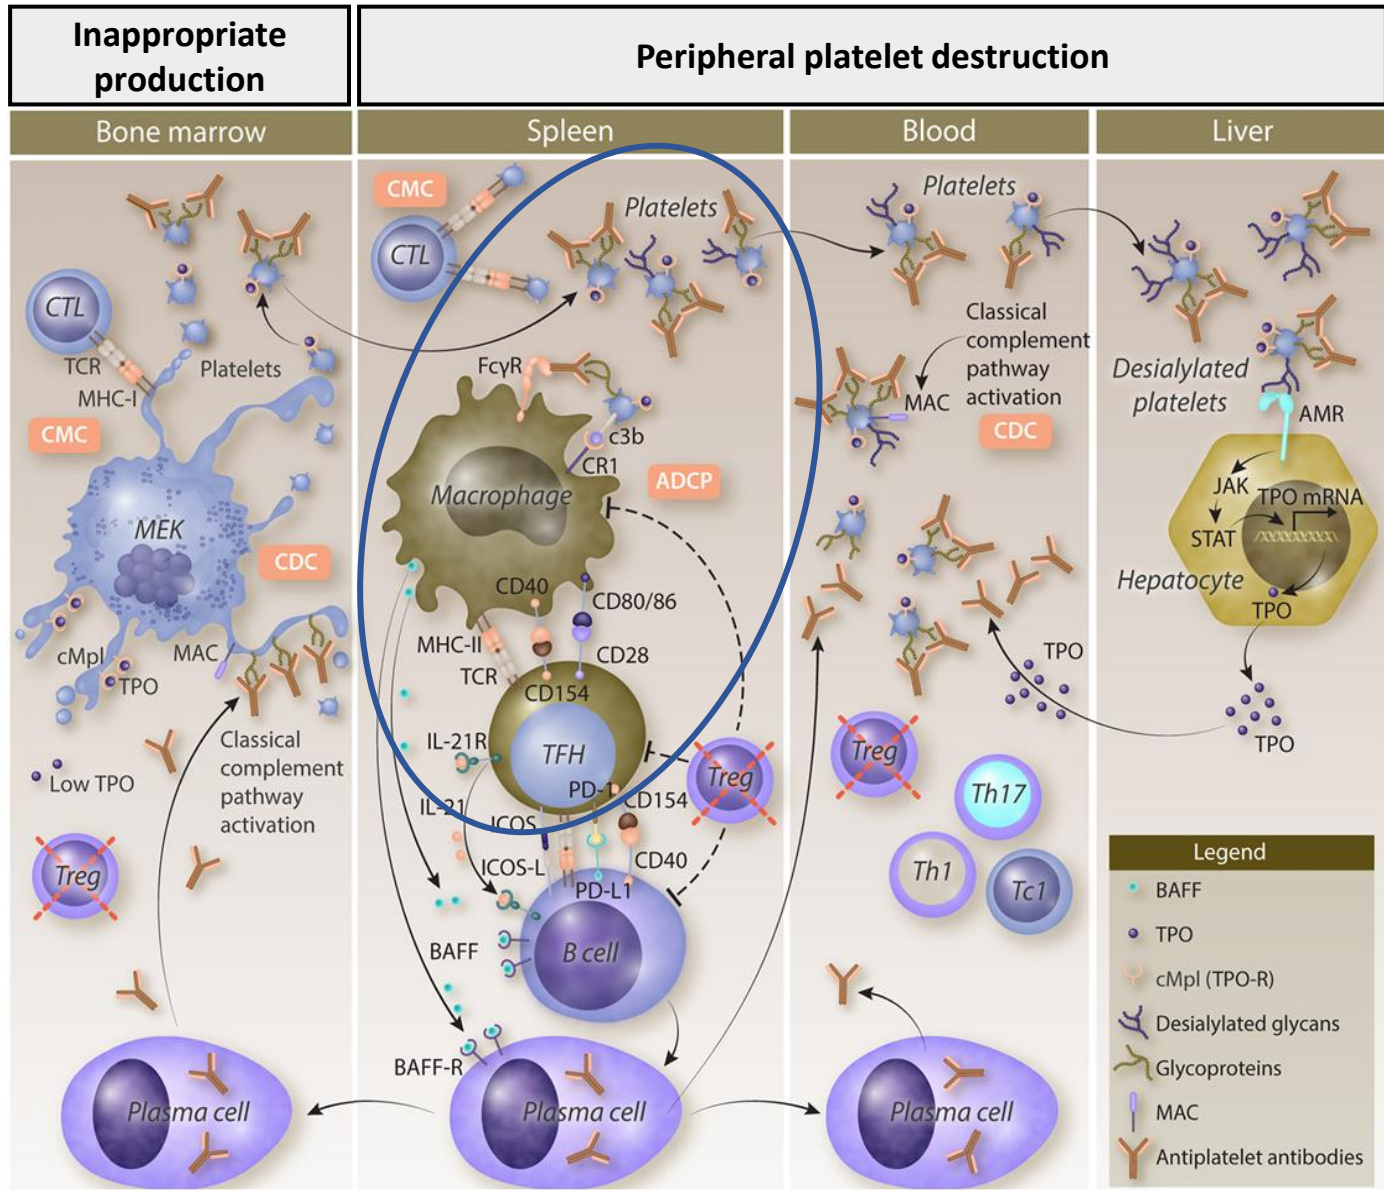 Inappropriate
production
Peripheral platelet destruction
Bone marrow
Spleen
Blood
Liver
CTL
TCR
MHC-I
Platelets
CMC
MEK
CDC
cMpl
TPO
MAC
Low TPO
Classical
complement
pathway
activation
Treg
Plasma cell
CMC
CTL
Platelets
FcγR
c3b
CR1
Macrophage
ADCP
CD40
CD80/86
MHC-II
TCR
CD28
CD154
IL-21R
TFH
Treg
PD-1
CD154
IL-21
ICOS
ICOS-L
CD40
PD-L1
BAFF
B cell
BAFF-R
Plasma cell
Platelets
Classical
complement
pathway
activation
MAC
CDC
TPO
Treg
Th17
Th1
Tc1
Plasma cell
Desialylated
platelets
AMR
JAK
TPO mRNA
STAT
Hepatocyte
TPO
TPO
Legend
BAFF
TPO
cMpl (TPO-R)
Desialylated glycans
Glycoproteins
MAC
Antiplatelet antibodies